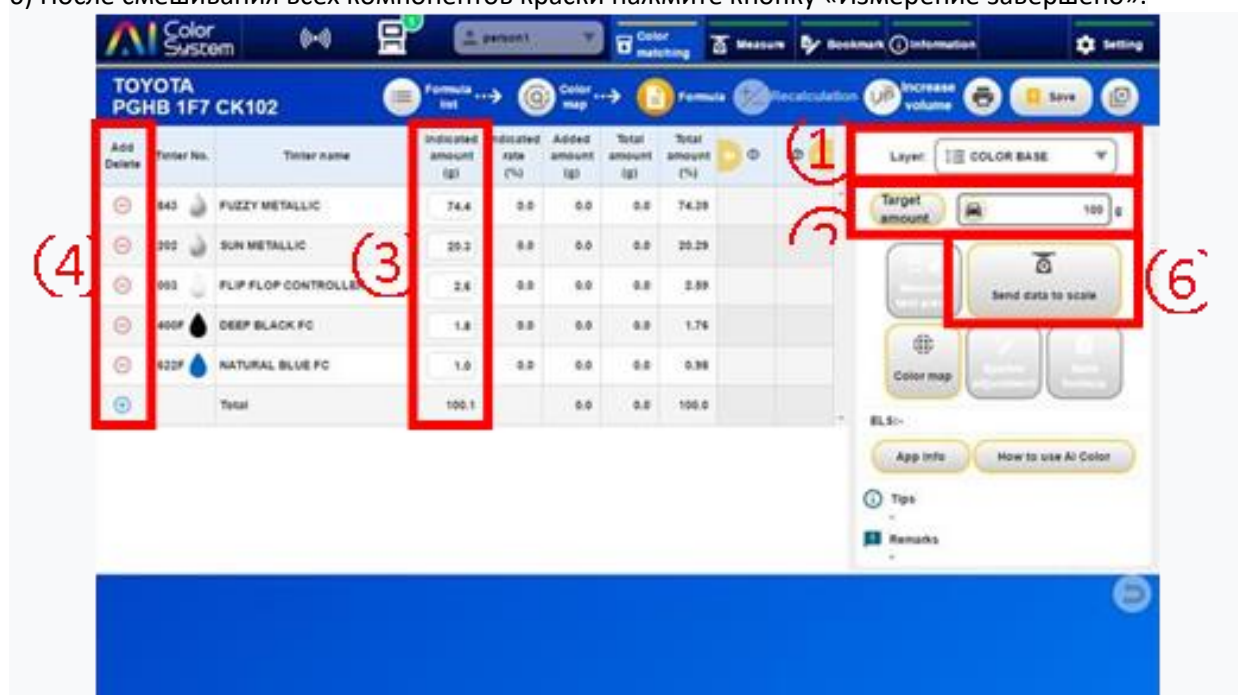 6) После смешивания всех компонентов краски нажмите кнопку «Измерение завершено».
AI Color System
person1
Color matching
Measure
Bookmark
Information
Setting
TOYOTA
PGHB 1F7 CK102
Formula list
Color map
Formula
Recalculation
UP Increase volume
Save
Add Delete
Tinter No.
Tinter name
Indicated amount (g)
Indicated rate (%)
Added amount (g)
Total amount (g)
Total amount (%)
(1)
Layer: COLOR BASE
FUZZY METALLIC 74.4 0.0 0.0 0.0 74.28
Target amount 100 g
202 SUN METALLIC 20.3 0.0 0.0 0.0 20.29
(4)
(3)
(6)
Send data to scale
FLIP FLOP CONTROLLER 2.6 0.0 0.0 0.0 2.59
400F DEEP BLACK FC 1.8 0.0 0.0 0.0 1.76
622F NATURAL BLUE FC 1.0 0.0 0.0 0.0 0.98
Color map
Total 100.1 0.0 0.0 100.0
ELS:-
App info
How to use AI Color
Tips
-
Remarks
-